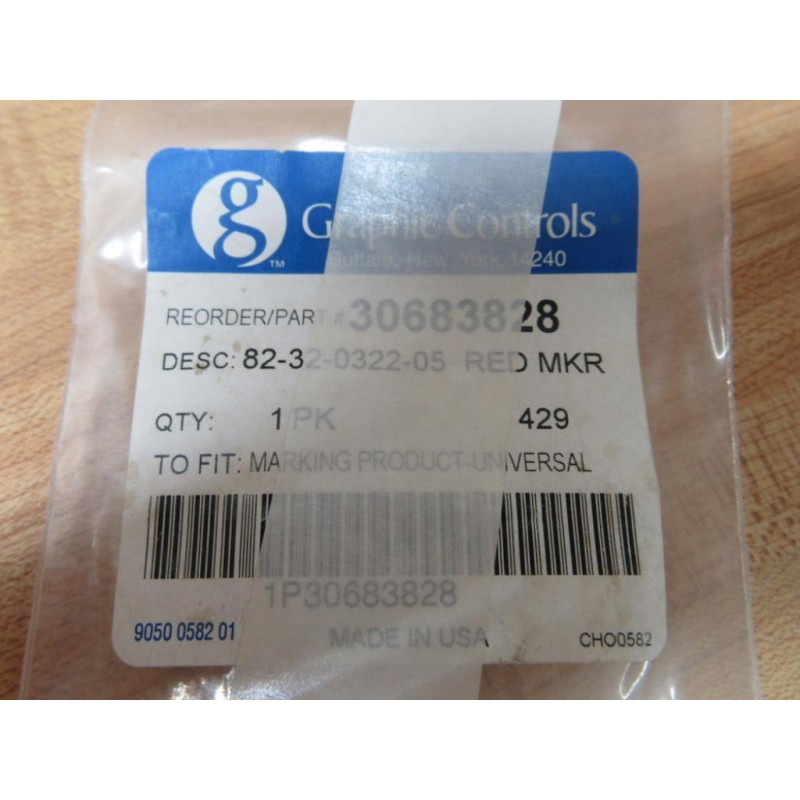 g
™
Graphic Controls
Buffalo, New York 14240
REORDER/PART # 30683828
DESC: 82-32-0322-05 RED MKR
QTY: 1 PK 429
TO FIT: MARKING PRODUCT-UNIVERSAL
1P30683828
9050 0582 01 MADE IN USA CHO0582